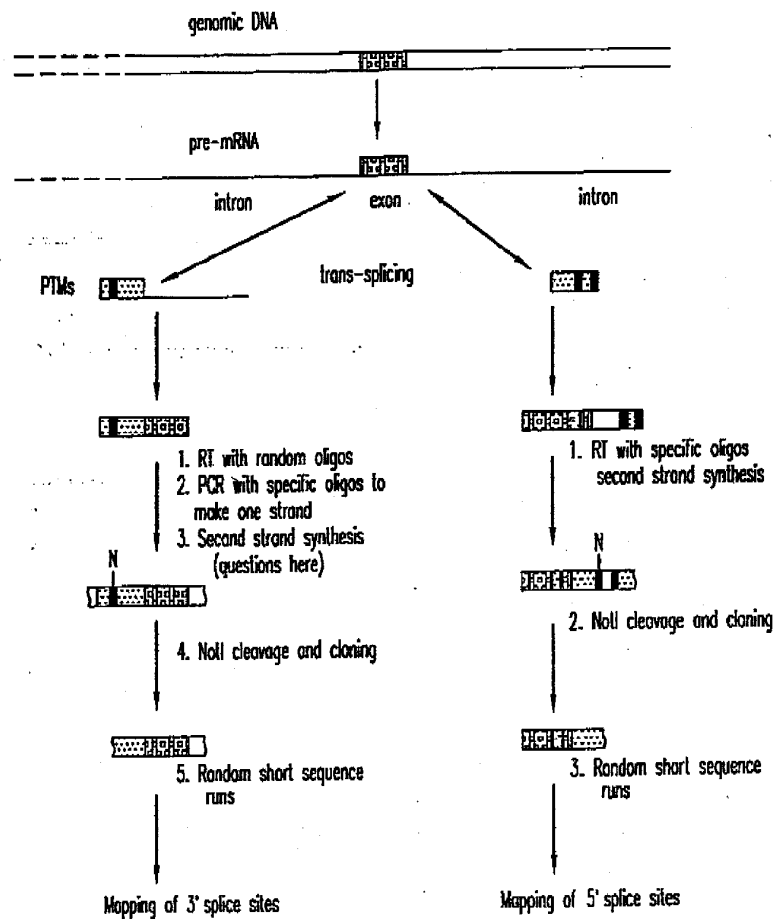 genomic DNA
pre-mRNA
intron
exon
intron
PTMs
trans-splicing
1. RT with random oligos
2. PCR with specific oligos to
make one strand
3. Second strand synthesis
(questions here)
N
4. NotI cleavage and cloning
5. Random short sequence
runs
Mapping of 3' splice sites
1. RT with specific oligos
second strand synthesis
N
2. NotI cleavage and cloning
3. Random short sequence
runs
Mapping of 5' splice sites